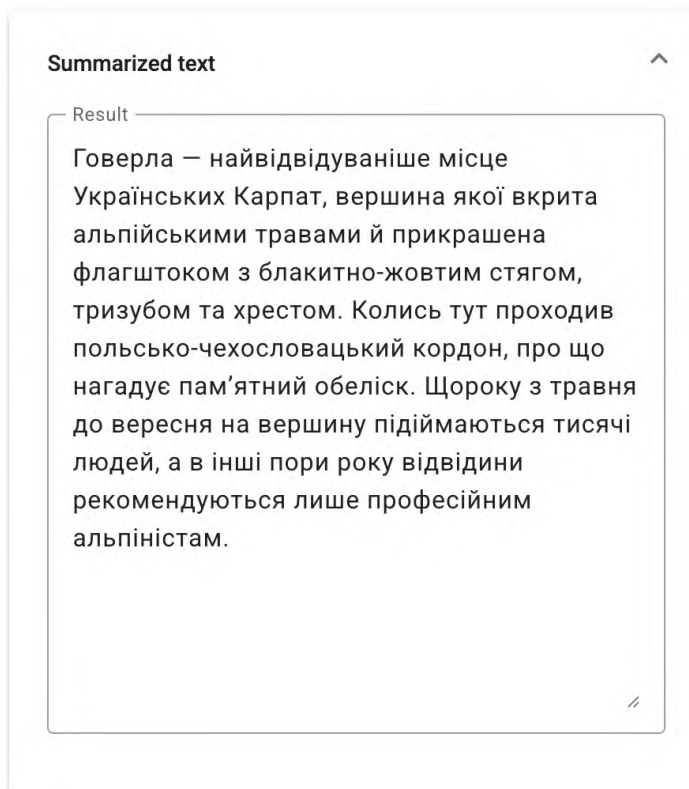 Summarized text
Result
Говерла — найвідвідуваніше місце
Українських Карпат, вершина якої вкрита
альпійськими травами й прикрашена
флагштоком з блакитно-жовтим стягом,
тризубом та хрестом. Колись тут проходив
польсько-чехословацький кордон, про що
нагадує пам’ятний обеліск. Щороку з травня
до вересня на вершину підіймаються тисячі
людей, а в інші пори року відвідини
рекомендуються лише професійним
альпіністам.